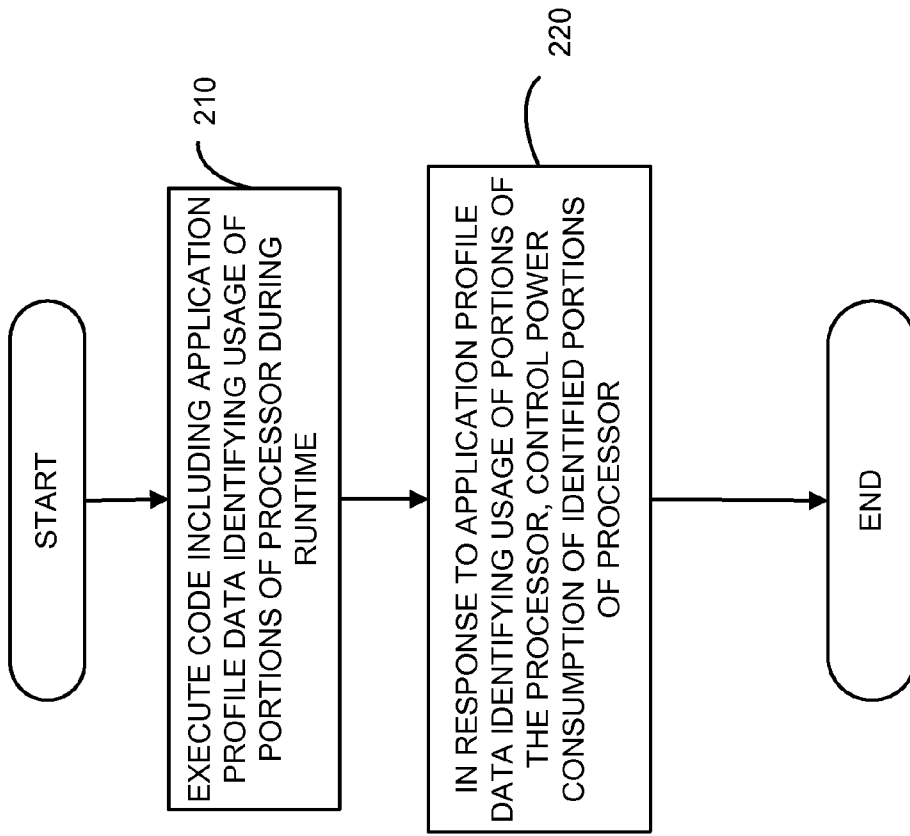 START
EXECUTE CODE INCLUDING APPLICATION
PROFILE DATA IDENTIFYING USAGE OF
PORTIONS OF PROCESSOR DURING
RUNTIME
210
IN RESPONSE TO APPLICATION PROFILE
DATA IDENTIFYING USAGE OF PORTIONS OF
THE PROCESSOR, CONTROL POWER
CONSUMPTION OF IDENTIFIED PORTIONS
OF PROCESSOR
220
END